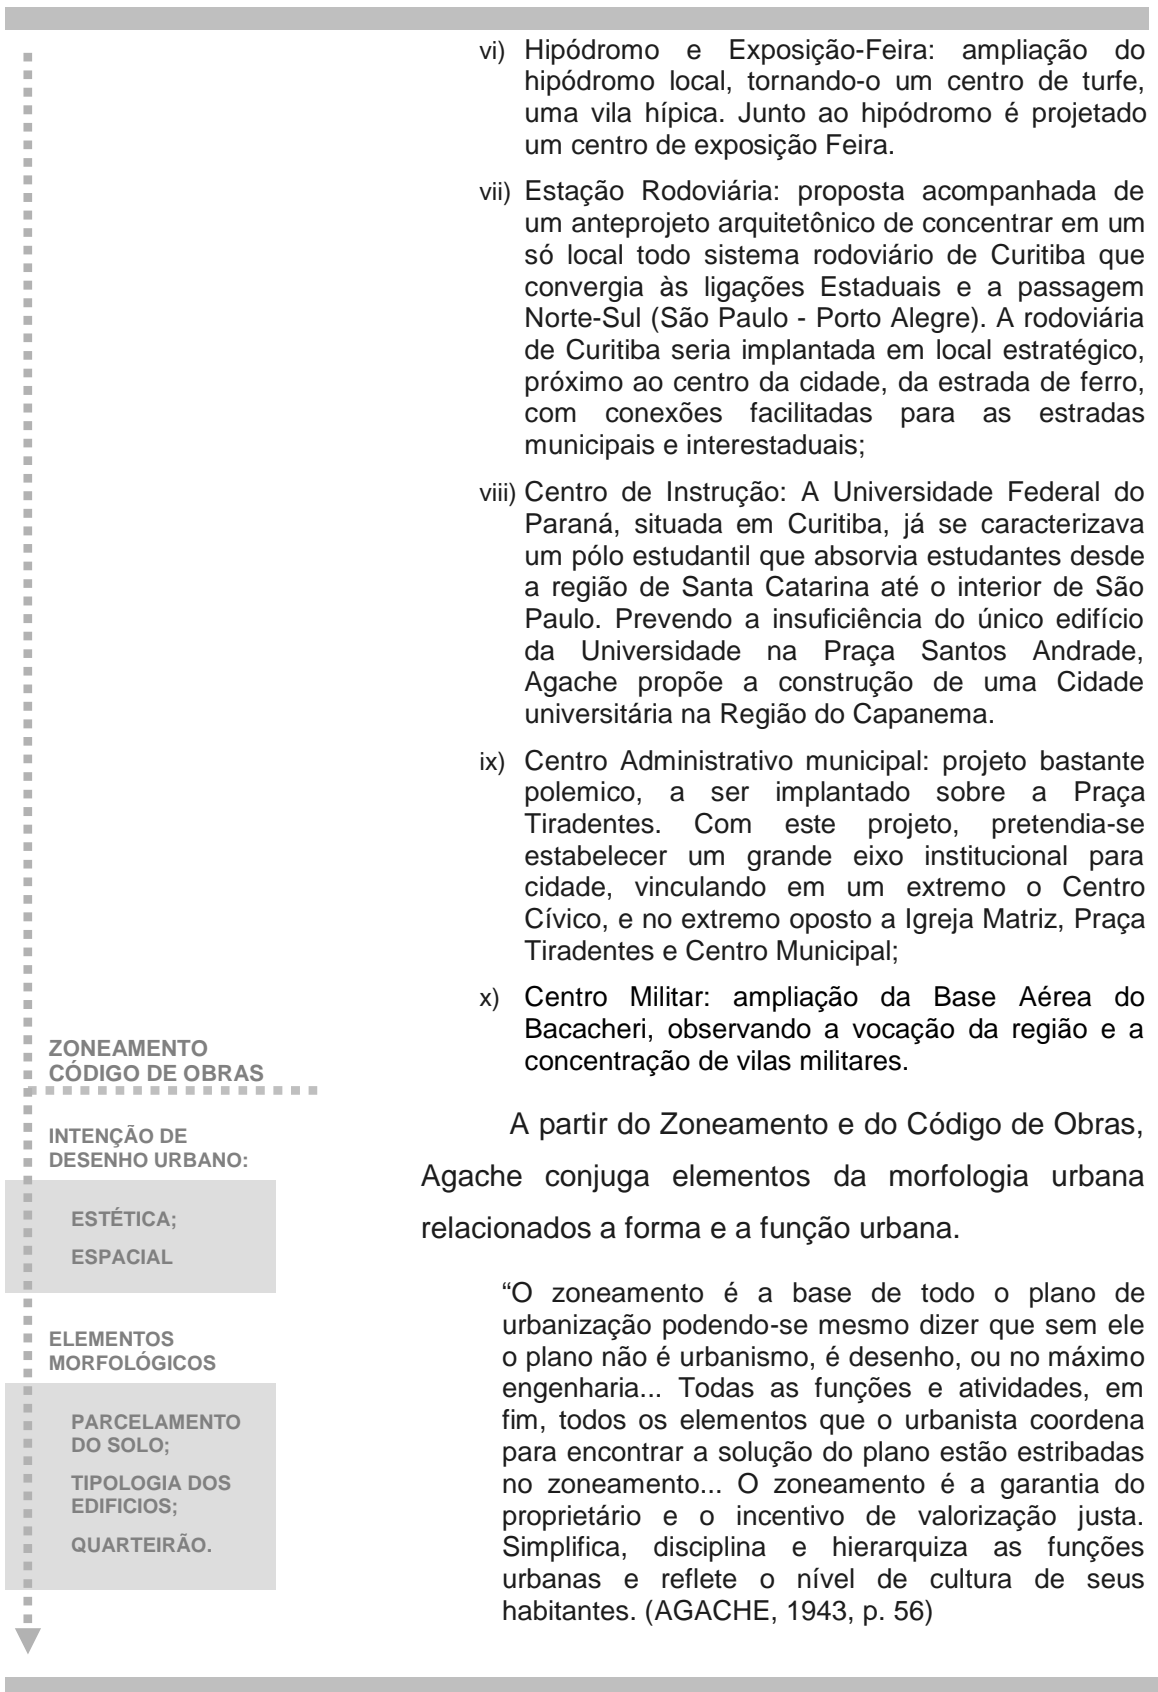 vi) Hipódromo e Exposição-Feira: ampliação do
hipódromo local, tornando-o um centro de turfe,
uma vila hípica. Junto ao hipódromo é projetado
um centro de exposição Feira.
vii) Estação Rodoviária: proposta acompanhada de
um anteprojeto arquitetônico de concentrar em um
só local todo sistema rodoviário de Curitiba que
convergia às ligações Estaduais e a passagem
Norte-Sul (São Paulo - Porto Alegre). A rodoviária
de Curitiba seria implantada em local estratégico,
próximo ao centro da cidade, da estrada de ferro,
com conexões facilitadas para as estradas
municipais e interestaduais;
viii) Centro de Instrução: A Universidade Federal do
Paraná, situada em Curitiba, já se caracterizava
um pólo estudantil que absorvia estudantes desde
a região de Santa Catarina até o interior de São
Paulo. Prevendo a insuficiência do único edifício
da Universidade na Praça Santos Andrade,
Agache propõe a construção de uma Cidade
universitária na Região do Capanema.
ix) Centro Administrativo municipal: projeto bastante
polemico, a ser implantado sobre a Praça
Tiradentes. Com este projeto, pretendia-se
estabelecer um grande eixo institucional para
cidade, vinculando em um extremo o Centro
Cívico, e no extremo oposto a Igreja Matriz, Praça
Tiradentes e Centro Municipal;
x) Centro Militar: ampliação da Base Aérea do
Bacacheri, observando a vocação da região e a
concentração de vilas militares.
ZONEAMENTO
CÓDIGO DE OBRAS
INTENÇÃO DE
DESENHO URBANO:
ESTÉTICA;
ESPACIAL
ELEMENTOS
MORFOLÓGICOS
PARCELAMENTO
DO SOLO;
TIPOLOGIA DOS
EDIFICIOS;
QUARTEIRÃO.
A partir do Zoneamento e do Código de Obras,
Agache conjuga elementos da morfologia urbana
relacionados a forma e a função urbana.
“O zoneamento é a base de todo o plano de
urbanização podendo-se mesmo dizer que sem ele
o plano não é urbanismo, é desenho, ou no máximo
engenharia... Todas as funções e atividades, em
fim, todos os elementos que o urbanista coordena
para encontrar a solução do plano estão estribadas
no zoneamento... O zoneamento é a garantia do
proprietário e o incentivo de valorização justa.
Simplifica, disciplina e hierarquiza as funções
urbanas e reflete o nível de cultura de seus
habitantes. (AGACHE, 1943, p. 56)